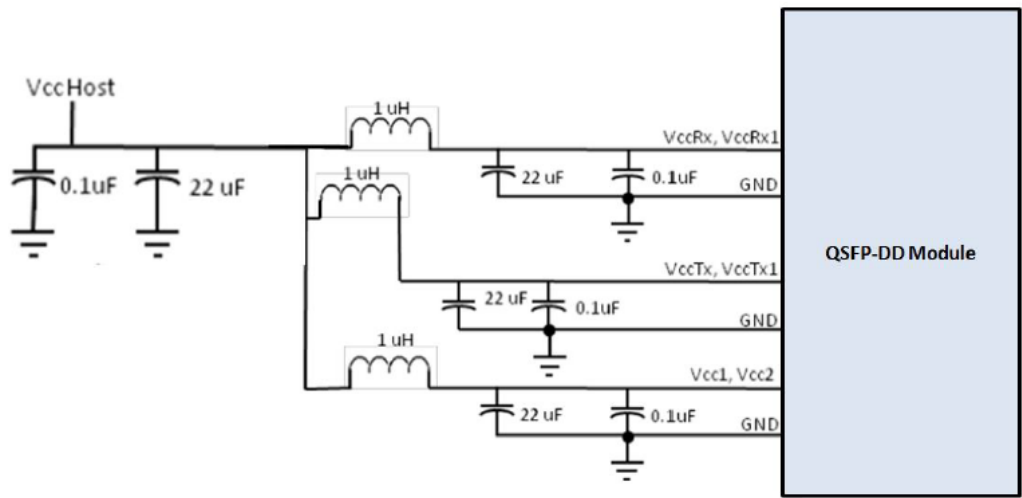 VccHost
1 uH
VccRx, VccRx1
0.1uF
22 uF
1 uH
22 uF
0.1uF
GND
QSFP-DD Module
VccTx, VccTx1
22 uF
0.1uF
GND
1 uH
Vcc1, Vcc2
22 uF
0.1uF
GND